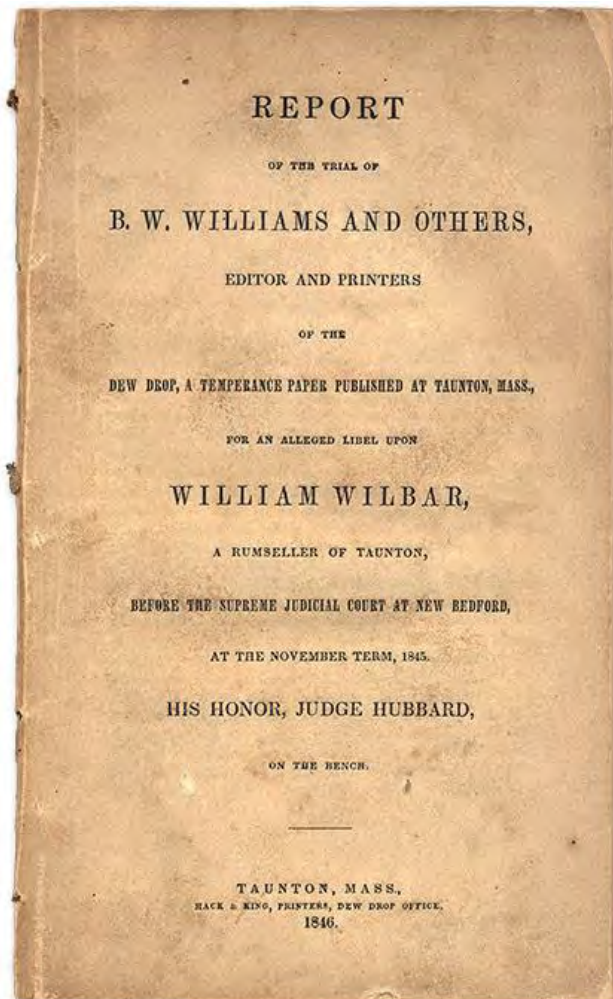 REPORT
OF THE TRIAL OF
B. W. WILLIAMS AND OTHERS,
EDITOR AND PRINTERS
OF THE
DEW DROP, A TEMPERANCE PAPER PUBLISHED AT TAUNTON, MASS.,
FOR AN ALLEGED LIBEL UPON
WILLIAM WILBAR,
A RUMSELLER OF TAUNTON,
BEFORE THE SUPREME JUDICIAL COURT AT NEW BEDFORD,
AT THE NOVEMBER TERM, 1845.
HIS HONOR, JUDGE HUBBARD,
ON THE BENCH.
TAUNTON, MASS.,
HACK & KING, PRINTERS, DEW DROP OFFICE.
1846.